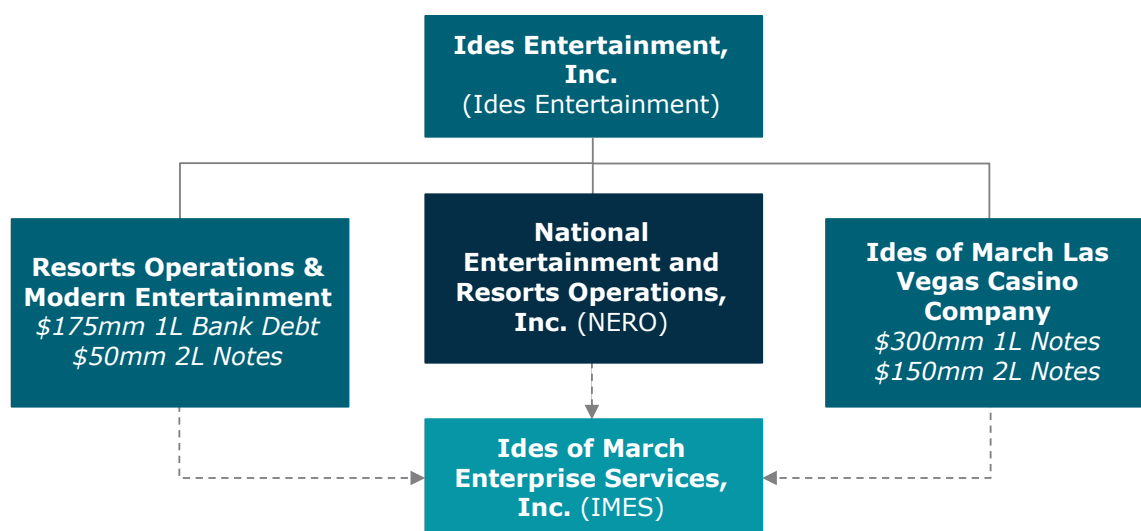 Ides Entertainment,
Inc.
(Ides Entertainment)
Resorts Operations &
Modern Entertainment
$175mm 1L Bank Debt
$50mm 2L Notes
National
Entertainment and
Resorts Operations,
Inc. (NERO)
Ides of March Las
Vegas Casino
Company
$300mm 1L Notes
$150mm 2L Notes
Ides of March
Enterprise Services,
Inc. (IMES)